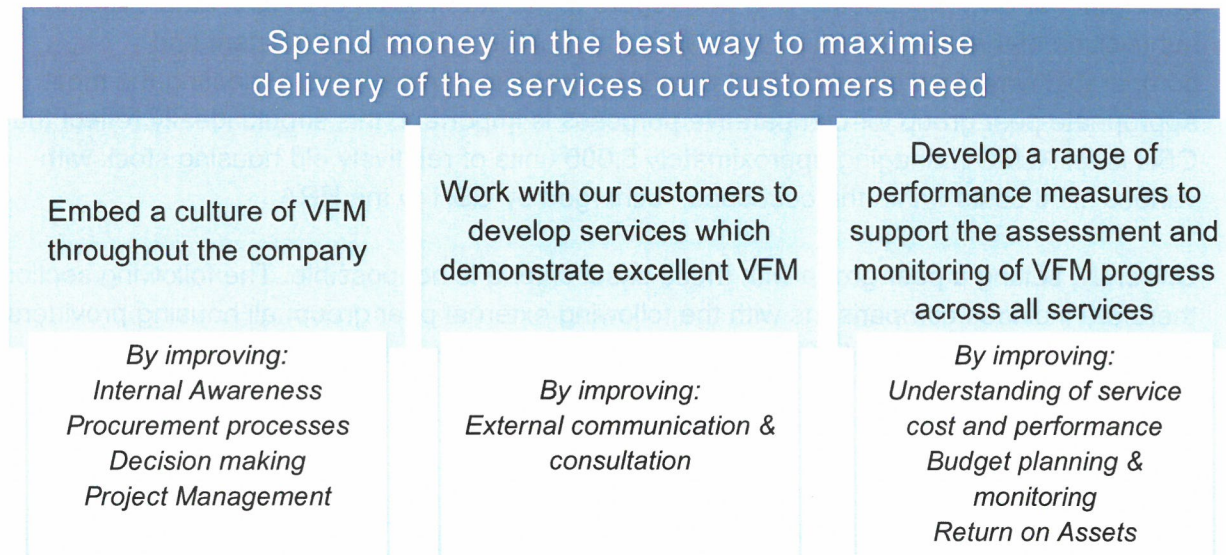 Spend money in the best way to maximise
delivery of the services our customers need
Embed a culture of VFM
throughout the company
By improving:
Internal Awareness
Procurement processes
Decision making
Project Management
Work with our customers to
develop services which
demonstrate excellent VFM
By improving:
External communication &
consultation
Develop a range of
performance measures to
support the assessment and
monitoring of VFM progress
across all services
By improving:
Understanding of service
cost and performance
Budget planning &
monitoring
Return on Assets